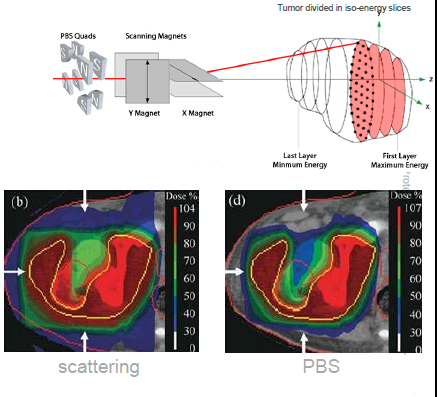 Tumor divided in iso-energy slices
PBS Quads
Scanning Magnets
y
z
x
Y Magnet
X Magnet
Last Layer
Minmum Energy
First Layer
Maximum Energy
(b)
Dose %
104
90
80
70
60
50
40
30
0
(d)
Dose %
107
90
80
70
60
50
40
30
0
scattering
PBS